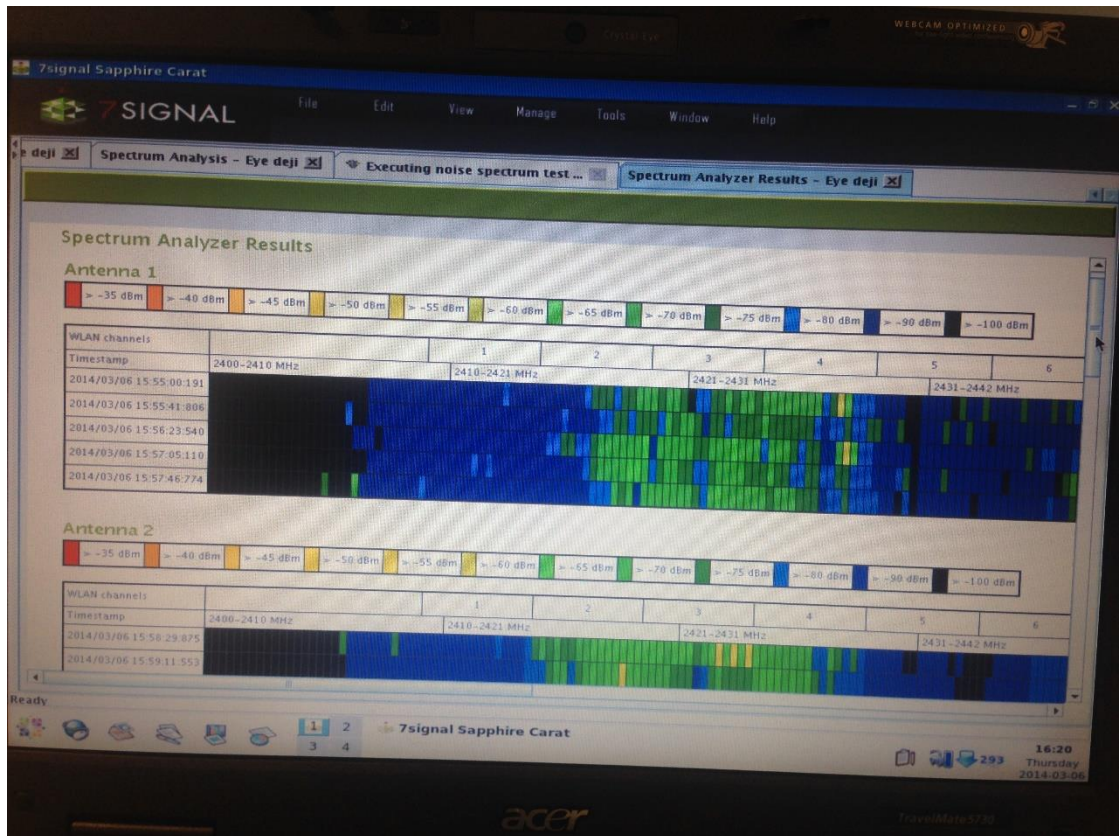 WEBCAM OPTIMIZED
Crystal Eye
7signal Sapphire Carat
7SIGNAL File Edit View Manage Tools Window Help
e deji Spectrum Analysis - Eye deji Executing noise spectrum test ... Spectrum Analyzer Results - Eye deji
Spectrum Analyzer Results
Antenna 1
> -35 dBm > -40 dBm > -45 dBm > -50 dBm > -55 dBm > -60 dBm > -65 dBm > -70 dBm > -75 dBm > -80 dBm > -90 dBm > -100 dBm
WLAN channels 1 2 3 4 5 6
Timestamp 2400-2410 MHz 2410-2421 MHz 2421-2431 MHz 2431-2442 MHz
2014/03/06 15:55:00:191
2014/03/06 15:55:41:806
2014/03/06 15:56:23:540
2014/03/06 15:57:05:110
2014/03/06 15:57:46:774
Antenna 2
> -35 dBm > -40 dBm > -45 dBm > -50 dBm > -55 dBm > -60 dBm > -65 dBm > -70 dBm > -75 dBm > -80 dBm > -90 dBm > -100 dBm
WLAN channels 1 2 3 4 5 6
Timestamp 2400-2410 MHz 2410-2421 MHz 2421-2431 MHz 2431-2442 MHz
2014/03/06 15:58:29:875
2014/03/06 15:59:11:553
Ready
1 2
3 4
7signal Sapphire Carat
293
16:20
Thursday
2014-03-06
acer
TravelMate 5730